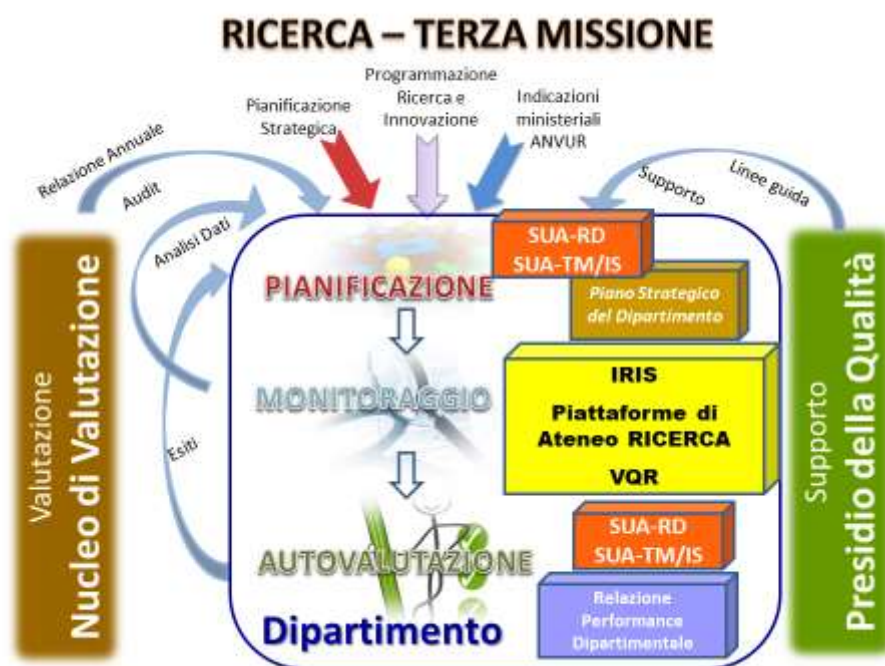 RICERCA – TERZA MISSIONE
Pianificazione
Strategica
Programmazione
Ricerca e
Innovazione
Indicazioni
ministeriali
ANVUR
Relazione Annuale
Audit
Analisi Dati
Esiti
Supporto
Linee guida
Valutazione
Nucleo di Valutazione
PIANIFICAZIONE
MONITORAGGIO
AUTOVALUTAZIONE
Dipartimento
SUA-RD
SUA-TM/IS
Piano Strategico
del Dipartimento
IRIS
Piattaforme di
Ateneo RICERCA
VQR
SUA-RD
SUA-TM/IS
Relazione
Performance
Dipartimentale
Supporto
Presidio della Qualità